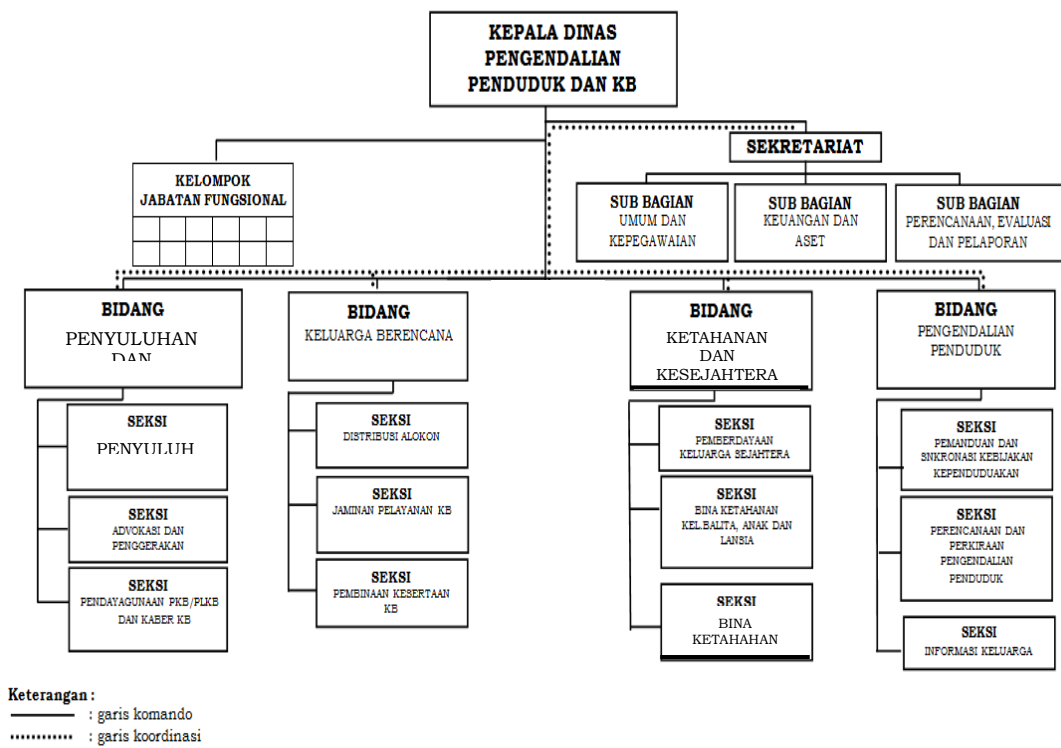 KEPALA DINAS
PENGENDALIAN
PENDUDUK DAN KB
SEKRETARIAT
KELOMPOK
JABATAN FUNGSIONAL
SUB BAGIAN
UMUM DAN
KEPEGAWAIAN
SUB BAGIAN
KEUANGAN DAN
ASET
SUB BAGIAN
PERENCANAAN, EVALUASI
DAN PELAPORAN
BIDANG
PENYULUHAN
DAN
BIDANG
KELUARGA BERENCANA
BIDANG
KETAHANAN
DAN
KESEJAHTERA
BIDANG
PENGENDALIAN
PENDUDUK
SEKSI
PENYULUH
SEKSI
ADVOKASI DAN
PENGGERAKAN
SEKSI
PENDAYAGUNAAN PKB/PLKB
DAN KABER KB
SEKSI
DISTRIBUSI ALOKON
SEKSI
JAMINAN PELAYANAN KB
SEKSI
PEMBINAAN KESERTAAN
KB
SEKSI
PEMBERDAYAAN
KELUARGA SEJAHTERA
SEKSI
BINA KETAHANAN
KEL.BALITA, ANAK DAN
LANSIA
SEKSI
BINA
KETAHAHAN
SEKSI
PEMANDUAN DAN
SNKRONASI KEBIJAKAN
KEPENDUDUAKAN
SEKSI
PERENCANAAN DAN
PERKIRAAN
PENGENDALIAN
PENDUDUK
SEKSI
INFORMASI KELUARGA
Keterangan :
: garis komando
: garis koordinasi